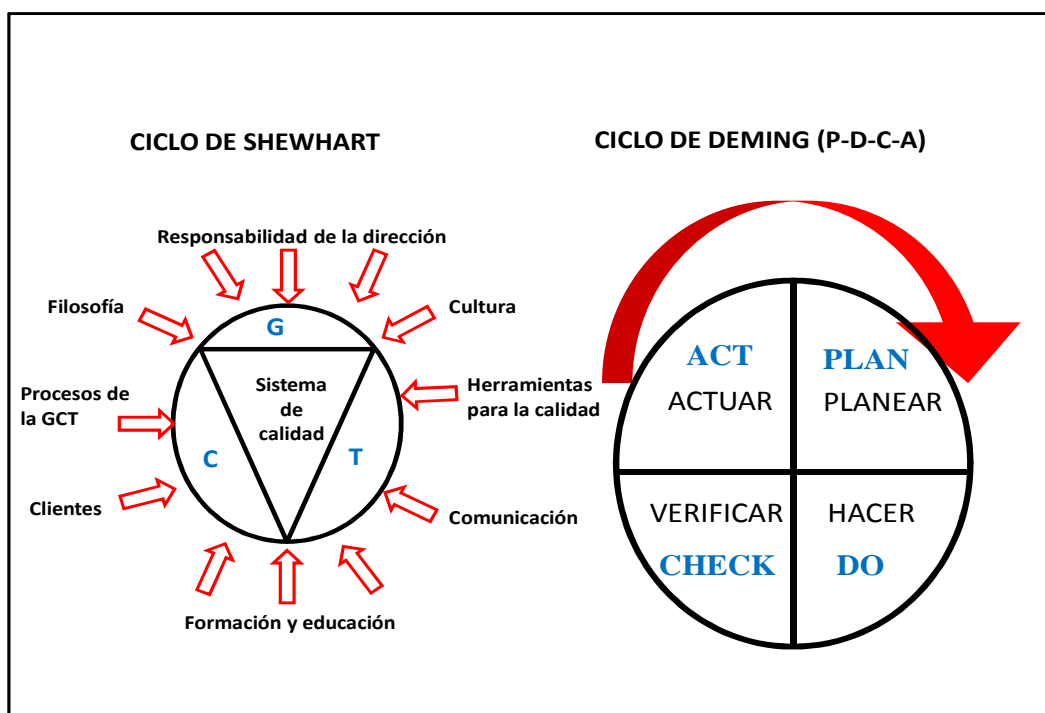 CICLO DE SHEWHART
Responsabilidad de la dirección
Filosofía
Cultura
G
Procesos de
la GCT
Sistema
de
calidad
Herramientas
para la calidad
C
T
Clientes
Comunicación
Formación y educación
CICLO DE DEMING (P-D-C-A)
ACT
ACTUAR
PLAN
PLANEAR
VERIFICAR
CHECK
HACER
DO